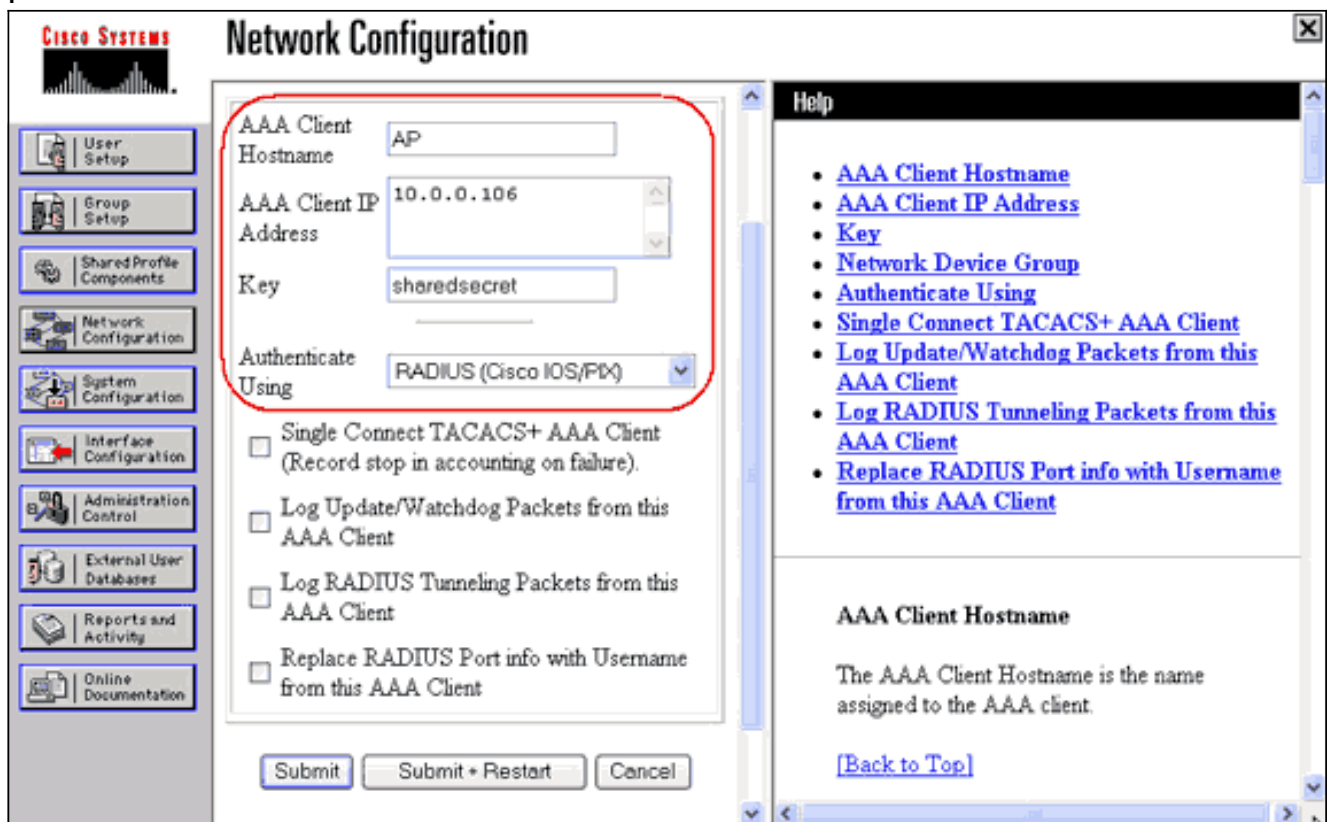 CISCO SYSTEMS
Network Configuration
User
Setup
Group
Setup
Shared Profile
Components
Network
Configuration
System
Configuration
Interface
Configuration
Administration
Control
External User
Databases
Reports and
Activity
Online
Documentation
AAA Client
Hostname
AP
AAA Client IP
Address
10.0.0.106
Key
sharedsecret
Authenticate
Using
RADIUS (Cisco IOS/PIX)
Single Connect TACACS+ AAA Client
(Record stop in accounting on failure).
Log Update/Watchdog Packets from this
AAA Client
Log RADIUS Tunneling Packets from this
AAA Client
Replace RADIUS Port info with Username
from this AAA Client
Submit
Submit + Restart
Cancel
Help
AAA Client Hostname
AAA Client IP Address
Key
Network Device Group
Authenticate Using
Single Connect TACACS+ AAA Client
Log Update/Watchdog Packets from this
AAA Client
Log RADIUS Tunneling Packets from this
AAA Client
Replace RADIUS Port info with Username
from this AAA Client
AAA Client Hostname
The AAA Client Hostname is the name
assigned to the AAA client.
[Back to Top]